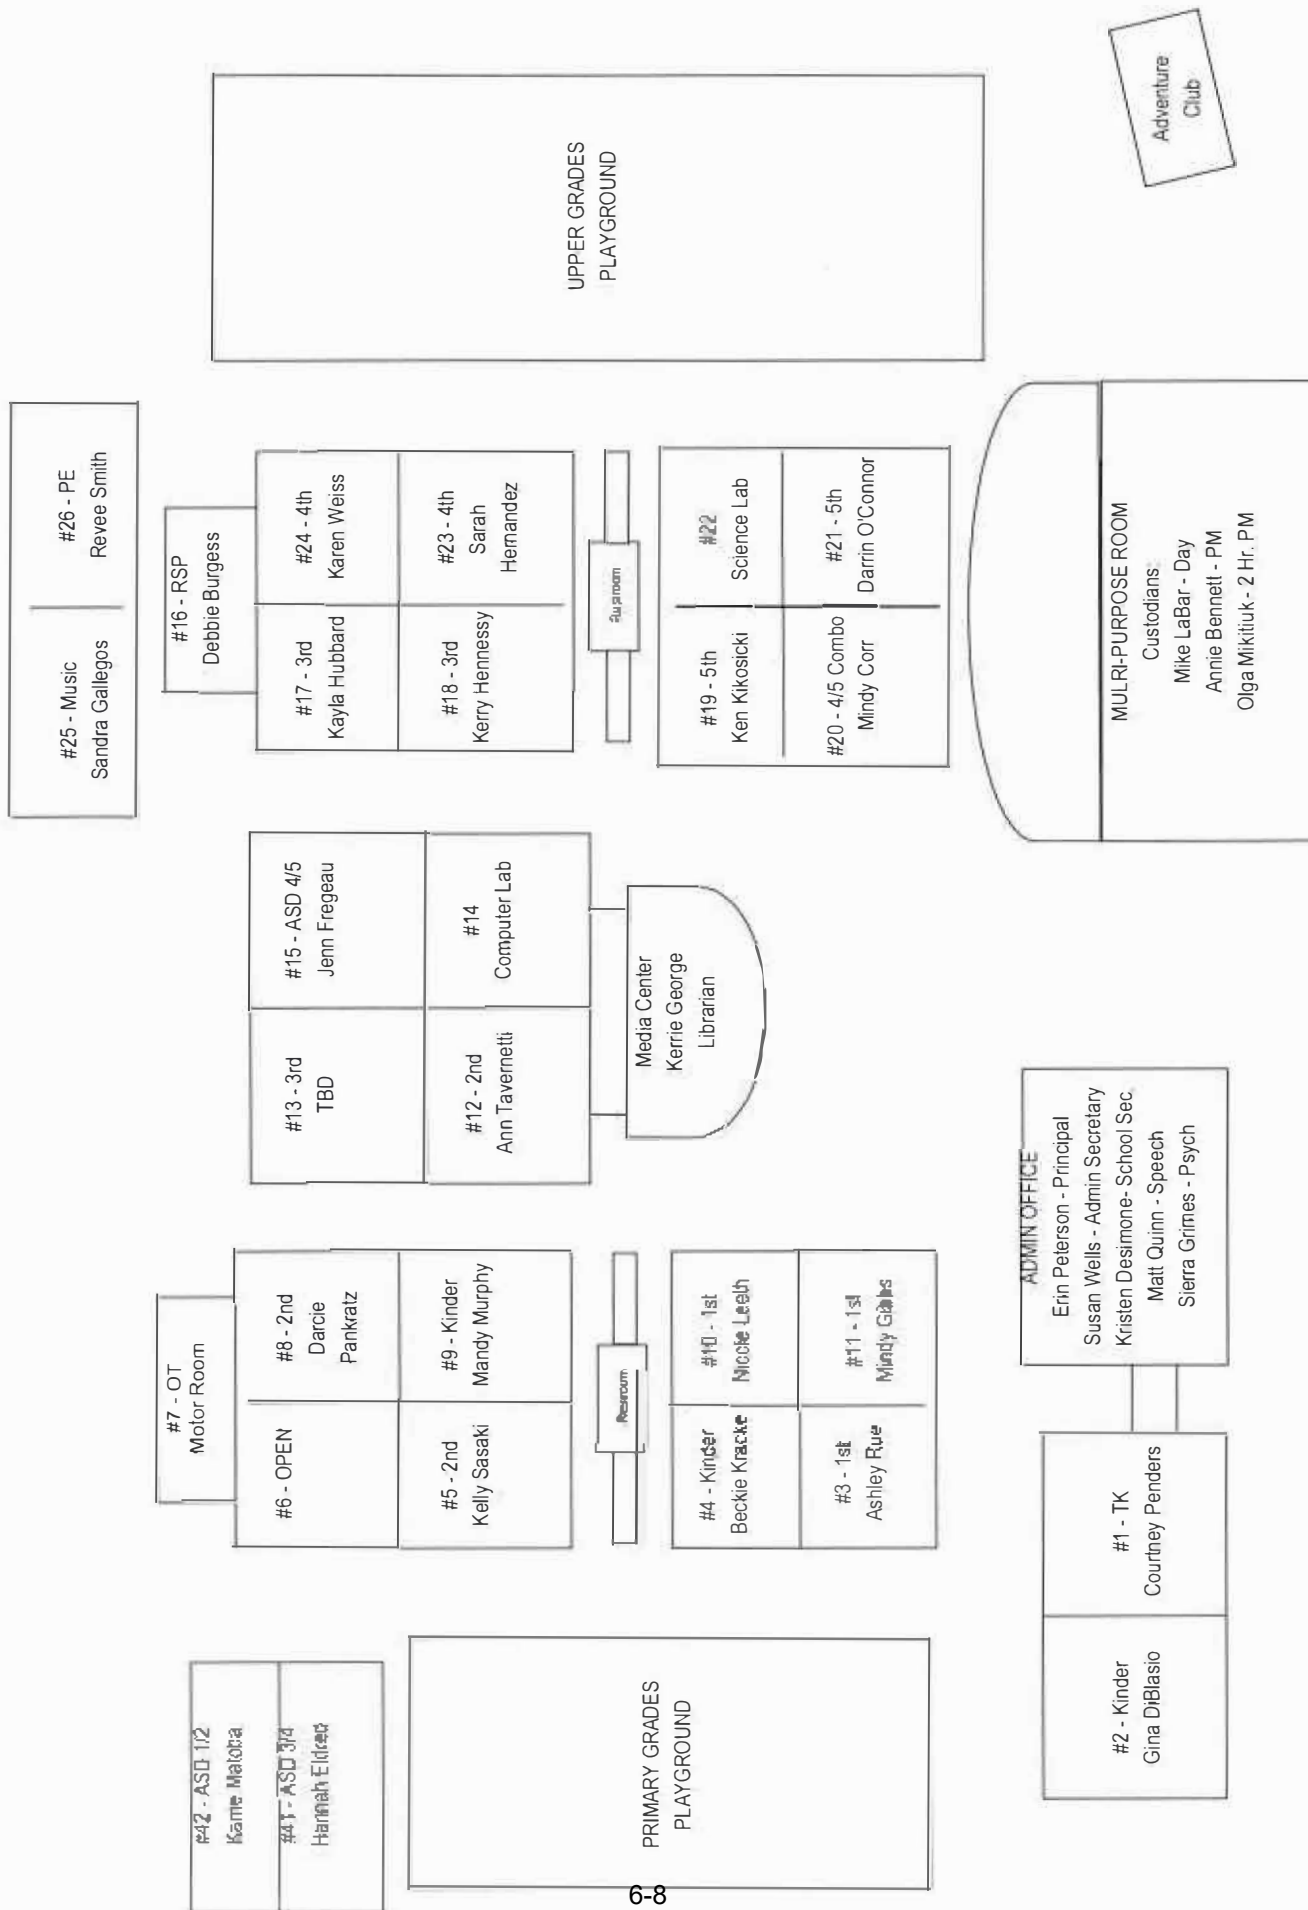 #42 - ASD 1/2
Kame Matoba
#41 - ASD 3/4
Hannah Eldred
PRIMARY GRADES
PLAYGROUND
#7 - OT
Motor Room
#6 - OPEN
#8 - 2nd
Darcie
Pankratz
#5 - 2nd
Kelly Sasaki
#9 - Kinder
Mandy Murphy
Restroom
#4 - Kinder
Beckie Kracke
#10 - 1st
Nicole Leeth
#3 - 1st
Ashley Rue
#11 - 1st
Mindy Gibbs
#2 - Kinder
Gina DiBlasio
#1 - TK
Courtney Penders
ADMIN OFFICE
Erin Peterson - Principal
Susan Wells - Admin Secretary
Kristen Desimone- School Sec.
Matt Quinn - Speech
Sierra Grimes - Psych
#13 - 3rd
TBD
#15 - ASD 4/5
Jenn Fregeau
#12 - 2nd
Ann Tavernetti
#14
Computer Lab
Media Center
Kerrie George
Librarian
#25 - Music
Sandra Gallegos
#26 - PE
Revee Smith
#16 - RSP
Debbie Burgess
#17 - 3rd
Kayla Hubbard
#24 - 4th
Karen Weiss
#18 - 3rd
Kerry Hennessy
#23 - 4th
Sarah
Hernandez
#19 - 5th
Ken Kikosicki
#22
Science Lab
#20 - 4/5 Combo
Mindy Corr
#21 - 5th
Darrin O'Connor
MULRI-PURPOSE ROOM
Custodians:
Mike LaBar - Day
Annie Bennett - PM
Olga Mikitiuk - 2 Hr. PM
UPPER GRADES
PLAYGROUND
Adventure
Club
6-8